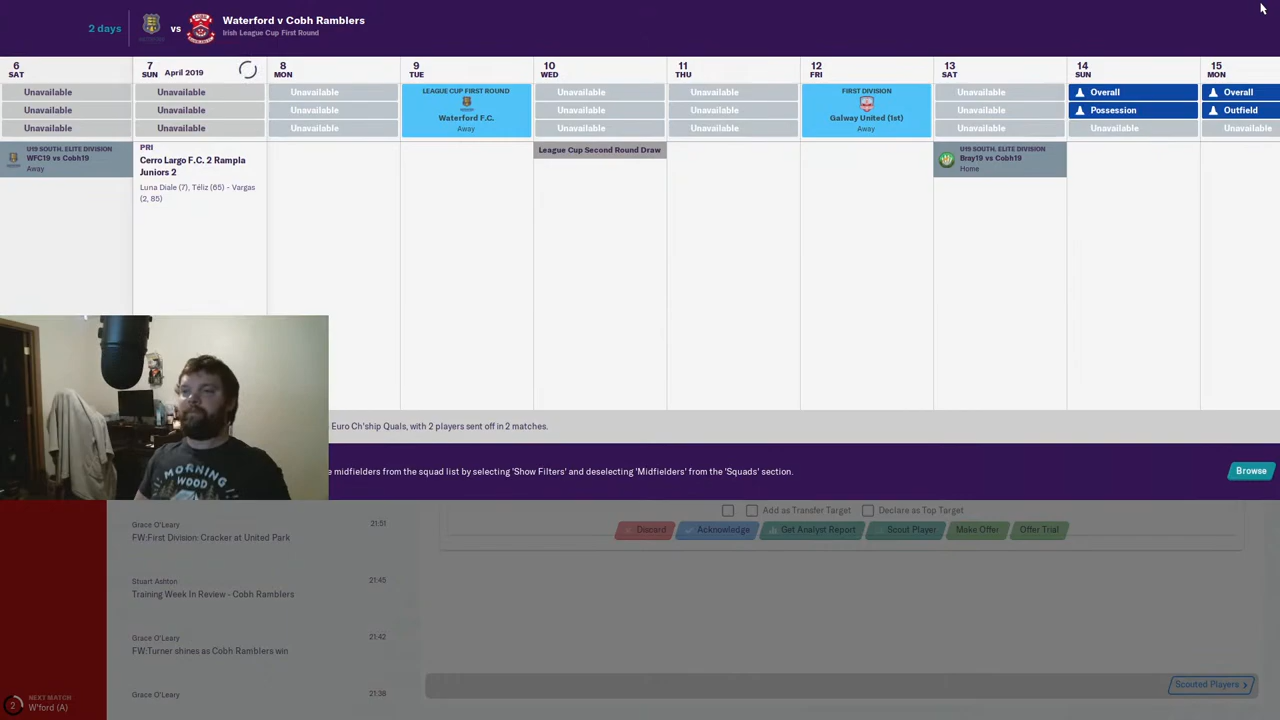 2 days
vs
Waterford v Cobh Ramblers
Irish League Cup First Round
6
SAT
7
SUN
April 2019
8
MON
9
TUE
10
WED
11
THU
12
FRI
13
SAT
14
SUN
15
MON
Unavailable
Unavailable
Unavailable
LEAGUE CUP FIRST ROUND
Unavailable
Unavailable
FIRST DIVISION
Unavailable
Overall
Overall
Unavailable
Unavailable
Unavailable
Waterford F.C.
Unavailable
Unavailable
Galway United (1st)
Unavailable
Possession
Outfield
Unavailable
Unavailable
Unavailable
Away
Unavailable
Unavailable
Away
Unavailable
Unavailable
Unavailable
U19 SOUTH. ELITE DIVISION
WFC19 vs Cobh19
Away
PRI
Cerro Largo F.C. 2 Rampla
Juniors 2
Luna Diale (7), Téliz (65) - Vargas
(2, 85)
League Cup Second Round Draw
U19 SOUTH. ELITE DIVISION
Bray19 vs Cobh19
Home
MORNING
WOOD
Euro Ch'ship Quals, with 2 players sent off in 2 matches.
e midfielders from the squad list by selecting 'Show Filters' and deselecting 'Midfielders' from the 'Squads' section.
Browse
Add as Transfer Target
Declare as Top Target
Discard
Acknowledge
Get Analyst Report
Scout Player
Make Offer
Offer Trial
Grace O'Leary
21:51
FW:First Division: Cracker at United Park
Stuart Ashton
21:45
Training Week In Review - Cobh Ramblers
Grace O'Leary
21:42
FW:Turner shines as Cobh Ramblers win
Grace O'Leary
21:38
Scouted Players
2
NEXT MATCH
W'ford (A)